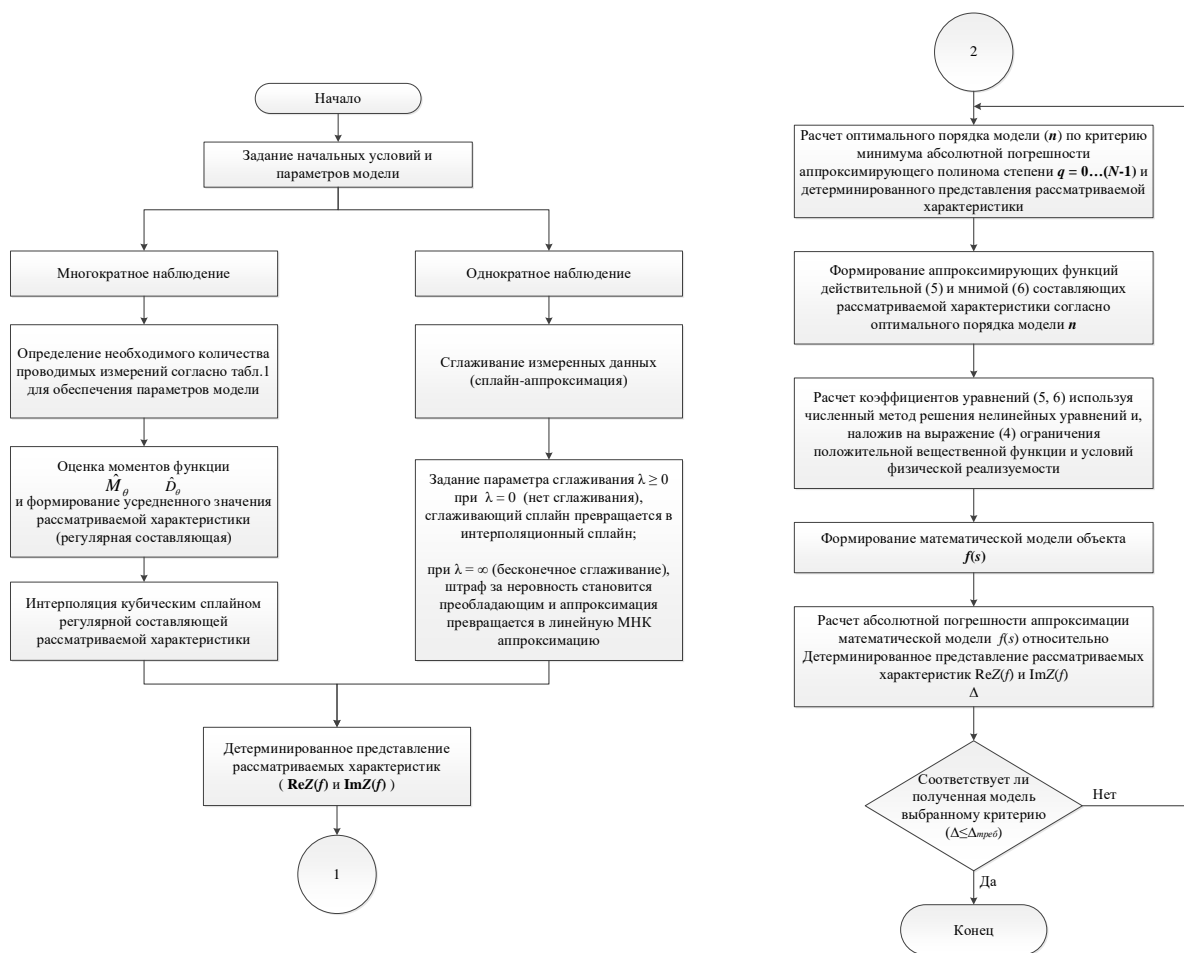 Начало
Задание начальных условий и
параметров модели
Многократное наблюдение
Определение необходимого количества
проводимых измерений согласно табл.1
для обеспечения параметров модели
Оценка моментов функции
M̂θ D̂θ
и формирование усредненного значения
рассматриваемой характеристики
(регулярная составляющая)
Интерполяция кубическим сплайном
регулярной составляющей
рассматриваемой характеристики
Однократное наблюдение
Сглаживание измеренных данных
(сплайн-аппроксимация)
Задание параметра сглаживания λ ≥ 0
при λ = 0 (нет сглаживания),
сглаживающий сплайн превращается в
интерполяционный сплайн;
при λ = ∞ (бесконечное сглаживание),
штраф за неровность становится
преобладающим и аппроксимация
превращается в линейную МНК
аппроксимацию
Детерминированное представление
рассматриваемых характеристик
( ReZ(f) и ImZ(f) )
1
2
Расчет оптимального порядка модели (n) по критерию
минимума абсолютной погрешности
аппроксимирующего полинома степени q = 0…(N-1) и
детерминированного представления рассматриваемой
характеристики
Формирование аппроксимирующих функций
действительной (5) и мнимой (6) составляющих
рассматриваемой характеристики согласно
оптимального порядка модели n
Расчет коэффициентов уравнений (5, 6) используя
численный метод решения нелинейных уравнений и,
наложив на выражение (4) ограничения
положительной вещественной функции и условий
физической реализуемости
Формирование математической модели объекта
f(s)
Расчет абсолютной погрешности аппроксимации
математической модели f(s) относительно
Детерминированное представление рассматриваемых
характеристик ReZ(f) и ImZ(f)
Δ
Соответствует ли
полученная модель
выбранному критерию
(Δ≤Δтреб)
Нет
Да
Конец